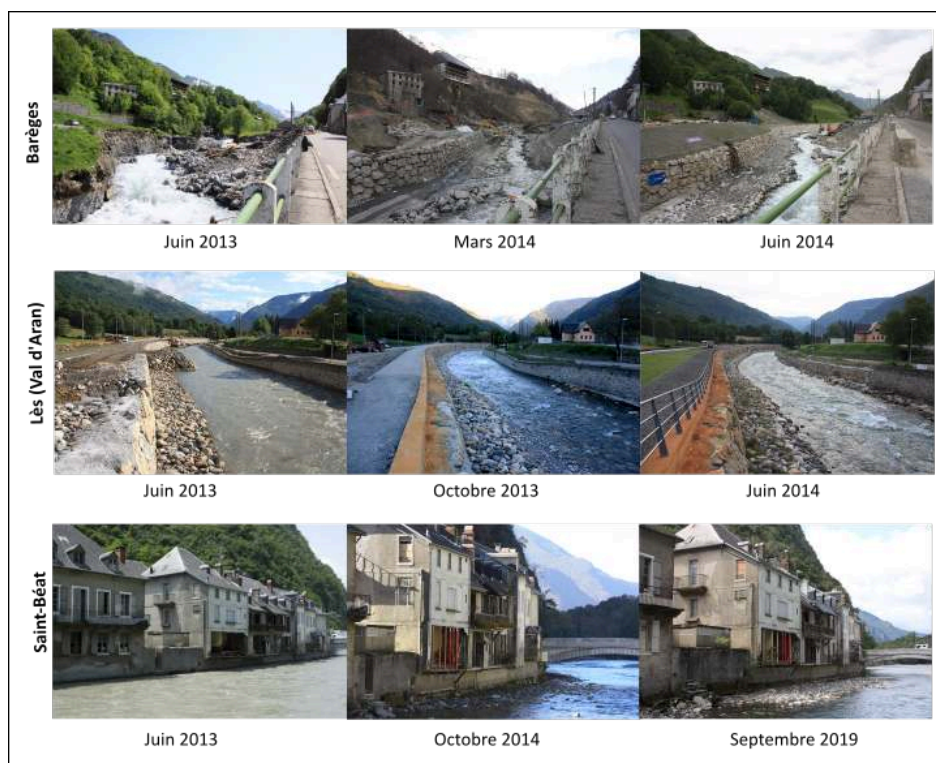 Barèges
Juin 2013
Mars 2014
Juin 2014
Lès (Val d'Aran)
Juin 2013
Octobre 2013
Juin 2014
Saint-Béat
Juin 2013
Octobre 2014
Septembre 2019